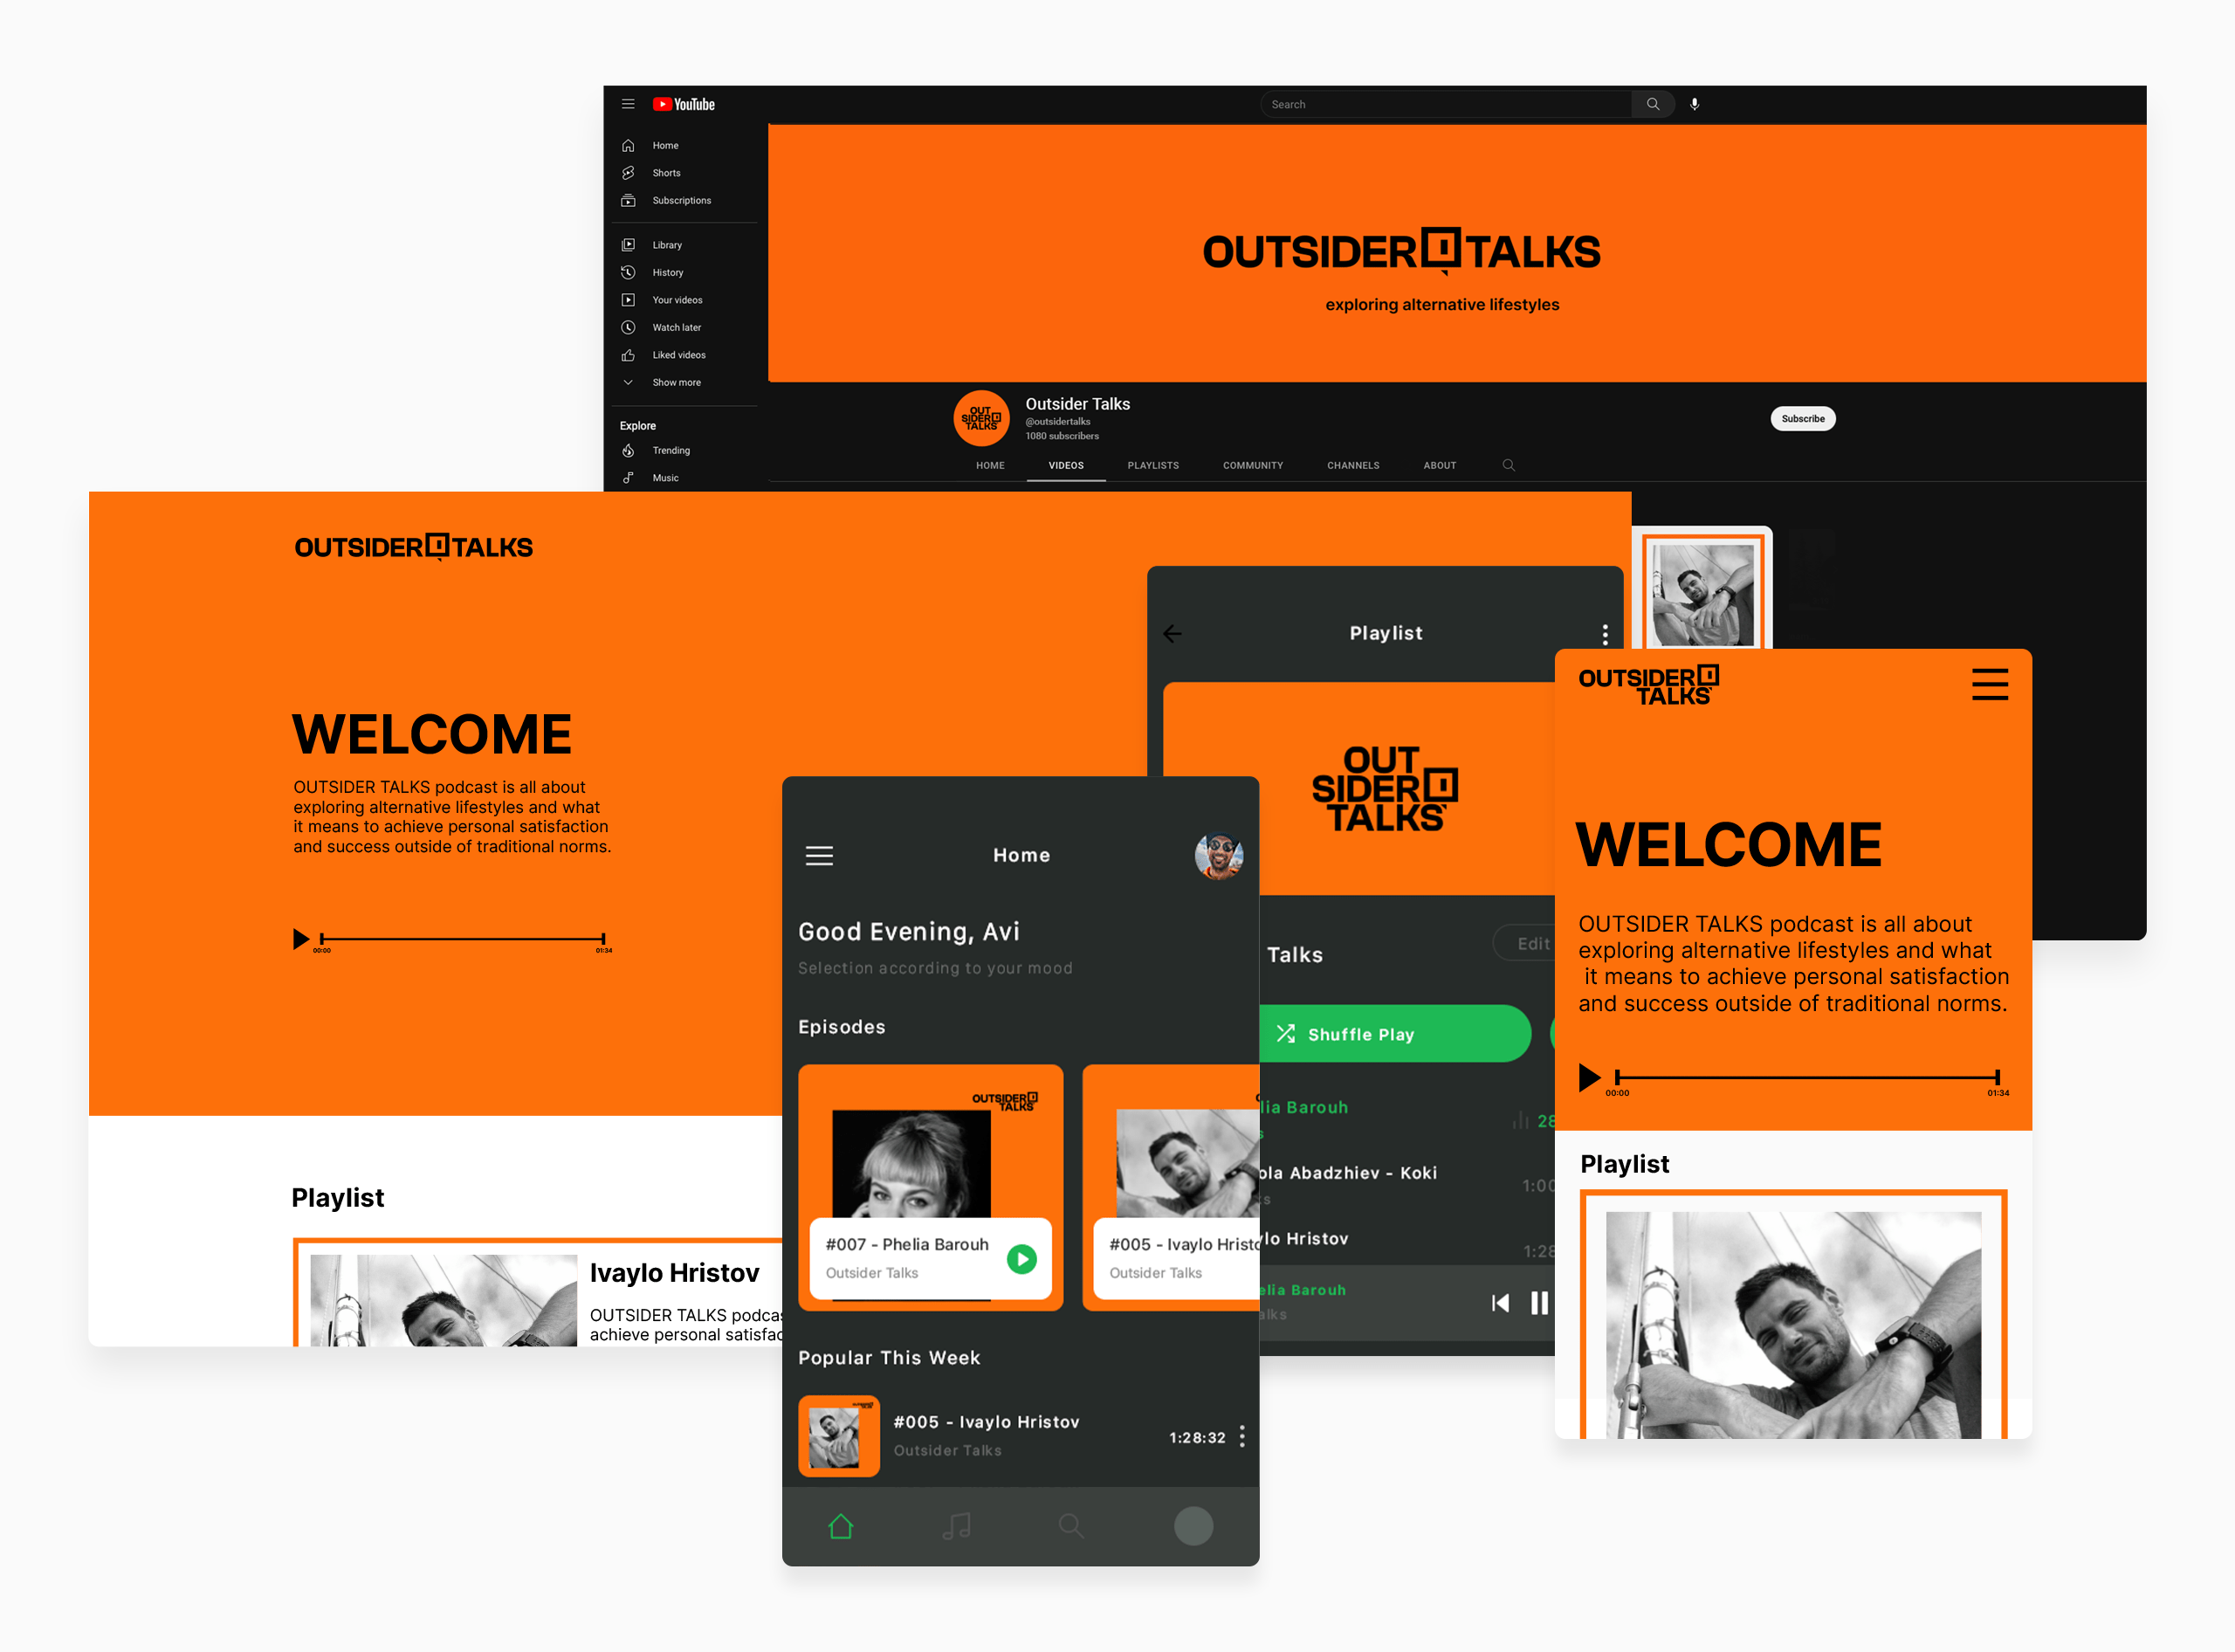 YouTube
Search
Home
Shorts
Subscriptions
Library
History
Your videos
Watch later
Liked videos
Show more
Explore
Trending
Music
OUTSIDER TALKS
exploring alternative lifestyles
OUT
SIDER
TALKS
Outsider Talks
@outsidertalks
1080 subscribers
Subscribe
HOME
VIDEOS
PLAYLISTS
COMMUNITY
CHANNELS
ABOUT
OUTSIDER TALKS
WELCOME
OUTSIDER TALKS podcast is all about
exploring alternative lifestyles and what
it means to achieve personal satisfaction
and success outside of traditional norms.
00:00
01:34
Playlist
Ivaylo Hristov
OUTSIDER TALKS podcas
achieve personal satisfac
Playlist
OUT
SIDER
TALKS
Talks
Edit
Shuffle Play
lia Barouh
28
ola Abadzhiev - Koki
1:00
lo Hristov
1:28
elia Barouh
alks
Home
Good Evening, Avi
Selection according to your mood
Episodes
OUTSIDER
TALKS
#007 - Phelia Barouh
Outsider Talks
#005 - Ivaylo Hristo
Outsider Talks
Popular This Week
#005 - Ivaylo Hristov
Outsider Talks
1:28:32
OUTSIDER
TALKS
WELCOME
OUTSIDER TALKS podcast is all about
exploring alternative lifestyles and what
it means to achieve personal satisfaction
and success outside of traditional norms.
00:00
01:34
Playlist